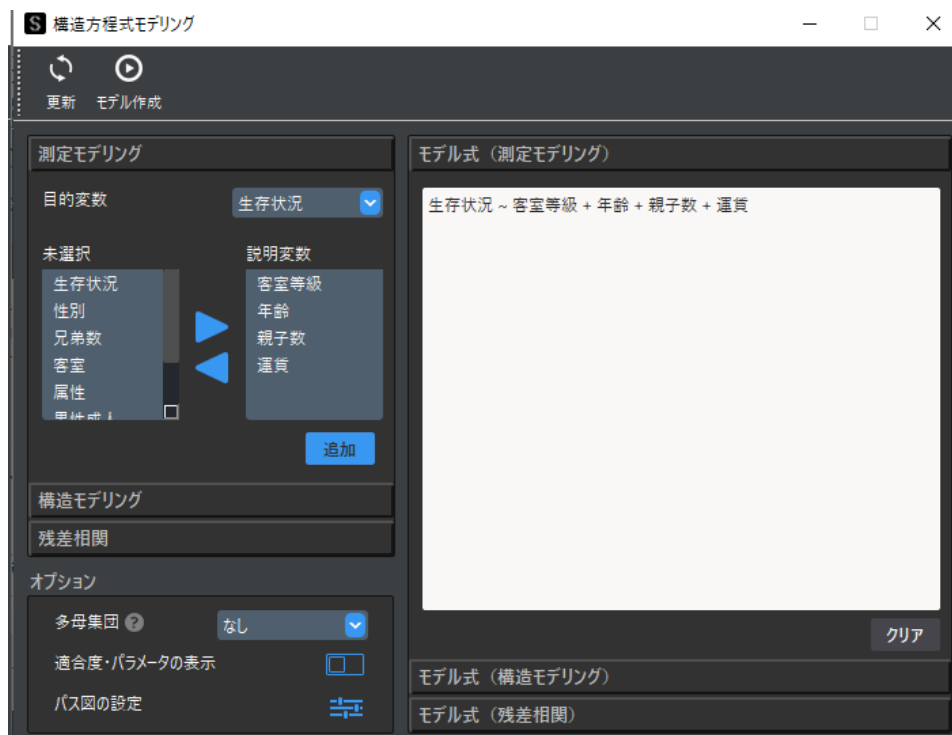 S 構造方程式モデリング
更新 モデル作成
測定モデリング
目的変数 生存状況
未選択 説明変数
生存状況
性別
兄弟数
客室
属性
男性成人
客室等級
年齢
親子数
運賃
追加
構造モデリング
残差相関
オプション
多母集団 ? なし
適合度・パラメータの表示
パス図の設定
モデル式（測定モデリング）
生存状況 ~ 客室等級 + 年齢 + 親子数 + 運賃
クリア
モデル式（構造モデリング）
モデル式（残差相関）